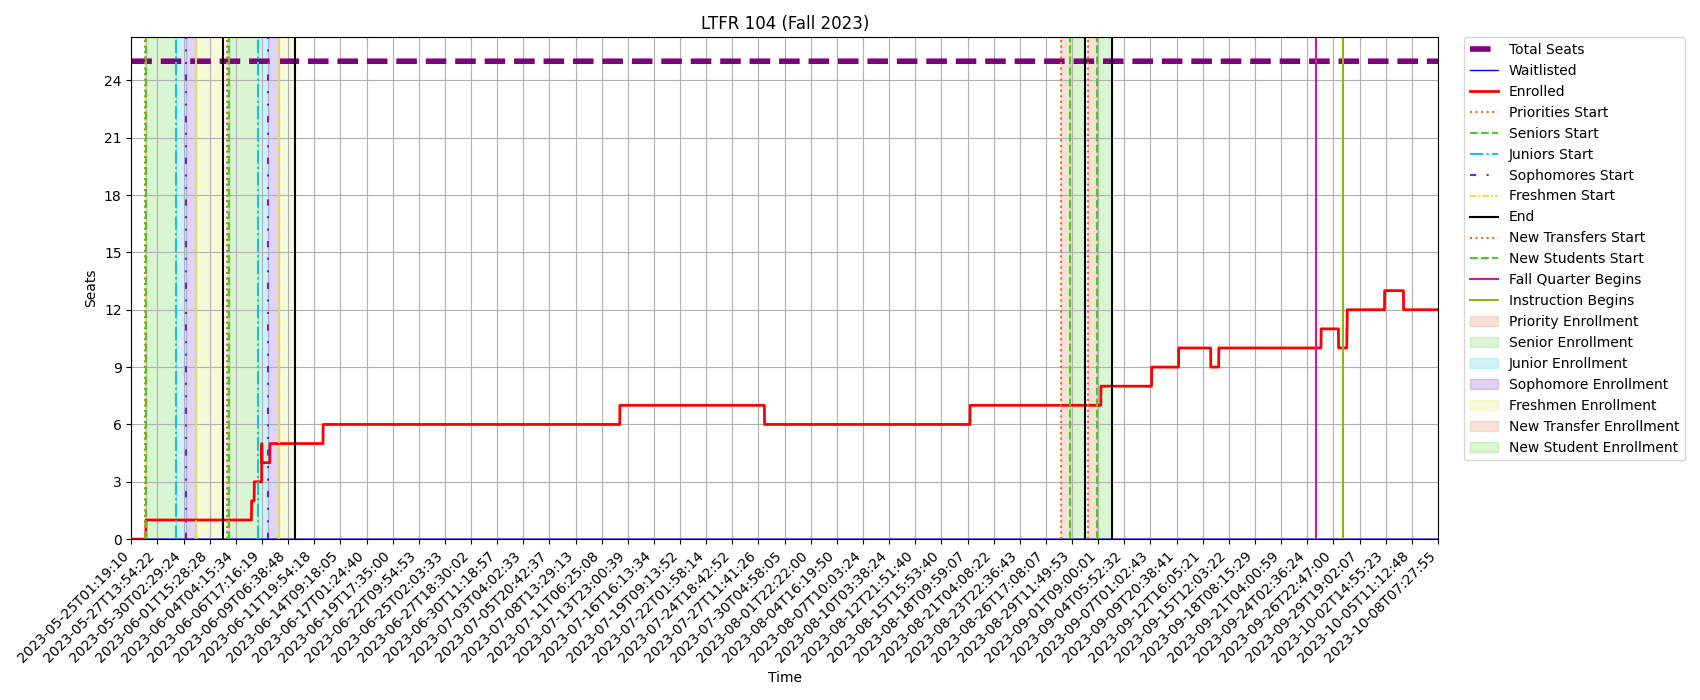 LTFR 104 (Fall 2023)
Seats
24
21
18
15
12
9
6
3
0
2023-05-25T01:19:10
2023-05-27T13:54:22
2023-05-30T02:29:24
2023-06-01T15:28:28
2023-06-04T04:15:34
2023-06-06T17:16:19
2023-06-09T06:38:48
2023-06-11T19:54:18
2023-06-14T09:18:05
2023-06-17T01:24:40
2023-06-19T17:35:00
2023-06-22T09:54:53
2023-06-25T02:03:33
2023-06-27T18:30:02
2023-06-30T11:18:57
2023-07-03T04:02:33
2023-07-05T20:42:37
2023-07-08T13:29:13
2023-07-11T06:25:08
2023-07-13T23:00:39
2023-07-16T16:13:34
2023-07-19T09:13:52
2023-07-22T01:58:14
2023-07-24T18:42:52
2023-07-27T11:41:26
2023-07-30T04:58:05
2023-08-01T22:22:00
2023-08-04T16:19:50
2023-08-07T10:03:24
2023-08-10T03:38:24
2023-08-12T21:51:40
2023-08-15T15:53:40
2023-08-18T09:59:07
2023-08-21T04:08:22
2023-08-23T22:36:43
2023-08-26T17:08:07
2023-08-29T11:49:53
2023-09-01T09:00:01
2023-09-04T05:52:32
2023-09-07T01:02:43
2023-09-09T20:38:41
2023-09-12T16:05:21
2023-09-15T12:03:22
2023-09-18T08:15:29
2023-09-21T04:00:59
2023-09-24T02:36:24
2023-09-26T22:47:00
2023-09-29T19:02:07
2023-10-02T14:55:23
2023-10-05T11:12:48
2023-10-08T07:27:55
Time
Total Seats
Waitlisted
Enrolled
Priorities Start
Seniors Start
Juniors Start
Sophomores Start
Freshmen Start
End
New Transfers Start
New Students Start
Fall Quarter Begins
Instruction Begins
Priority Enrollment
Senior Enrollment
Junior Enrollment
Sophomore Enrollment
Freshmen Enrollment
New Transfer Enrollment
New Student Enrollment